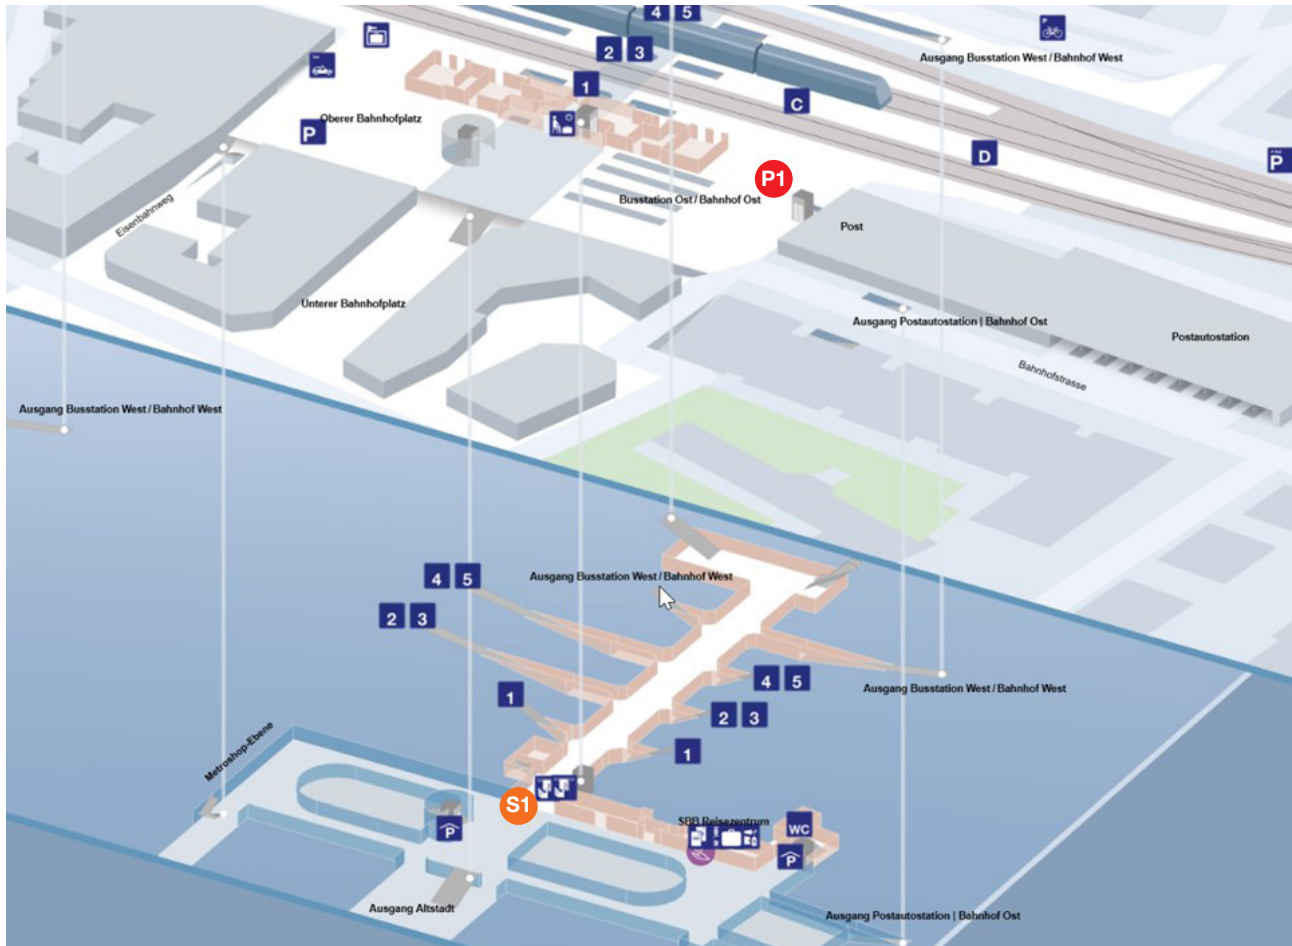 4 5
Ausgang Busstation West / Bahnhof West
P
2 3
1
C
Oberer Bahnhofplatz
P
D
P
P1
Busstation Ost / Bahnhof Ost
Eisenbahnweg
Post
Unterer Bahnhofplatz
Ausgang Postautostation | Bahnhof Ost
Postautostation
Bahnhofstrasse
Ausgang Busstation West / Bahnhof West
4 5
Ausgang Busstation West / Bahnhof West
2 3
4 5
Ausgang Busstation West / Bahnhof West
1
2 3
1
Metroshop-Ebene
S1
SBB Reisezentrum
P
WC
P
Ausgang Altstadt
Ausgang Postautostation | Bahnhof Ost